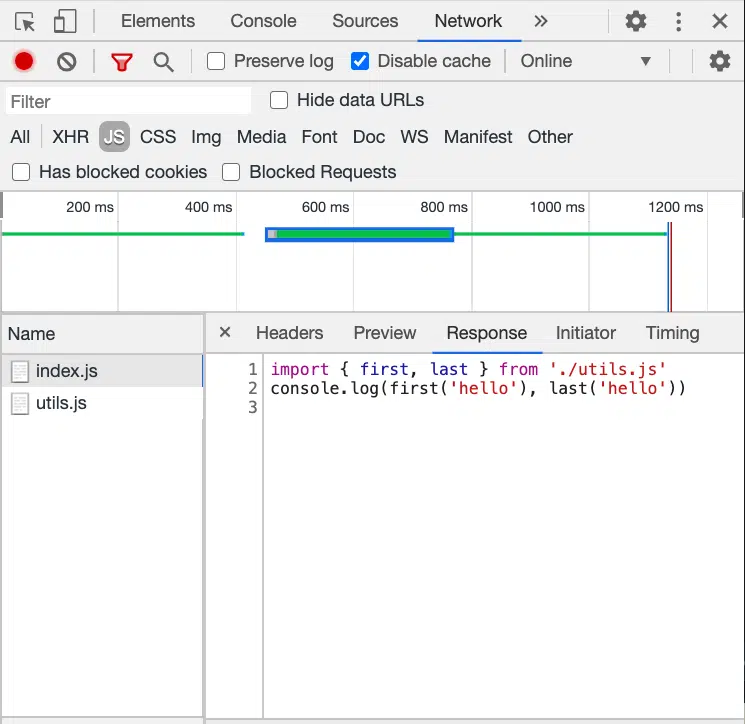 Elements Console Sources Network »
Preserve log Disable cache Online ▼
Filter Hide data URLs
All XHR JS CSS Img Media Font Doc WS Manifest Other
Has blocked cookies Blocked Requests
200 ms 400 ms 600 ms 800 ms 1000 ms 1200 ms
Name × Headers Preview Response Initiator Timing
index.js
utils.js
1 import { first, last } from './utils.js'
2 console.log(first('hello'), last('hello'))
3